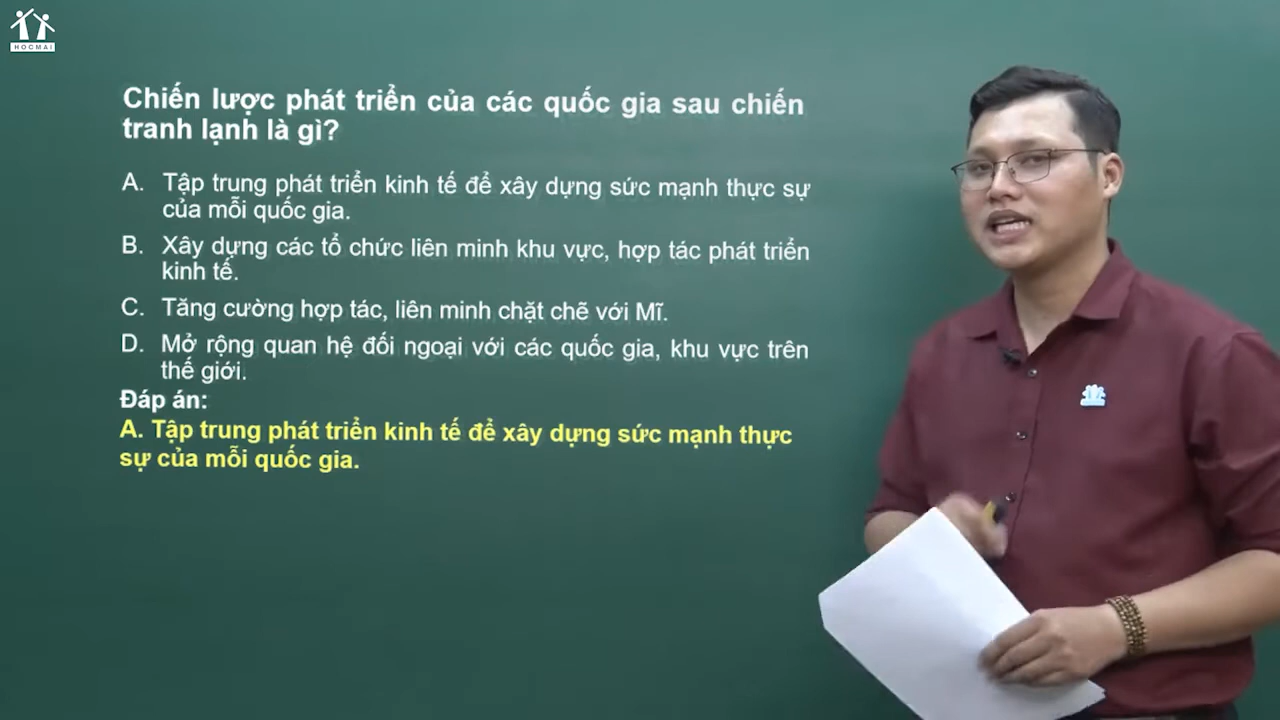 HOCMAI
Chiến lược phát triển của các quốc gia sau chiến
tranh lạnh là gì?
A. Tập trung phát triển kinh tế để xây dựng sức mạnh thực sự
của mỗi quốc gia.
B. Xây dựng các tổ chức liên minh khu vực, hợp tác phát triển
kinh tế.
C. Tăng cường hợp tác, liên minh chặt chẽ với Mĩ.
D. Mở rộng quan hệ đối ngoại với các quốc gia, khu vực trên
thế giới.
Đáp án:
A. Tập trung phát triển kinh tế để xây dựng sức mạnh thực
sự của mỗi quốc gia.